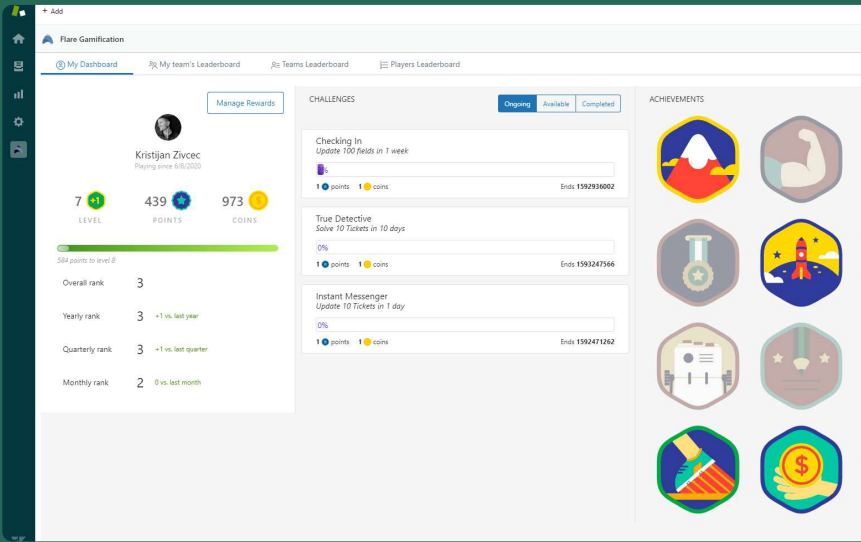 + Add
Flare Gamification
My Dashboard
My team's Leaderboard
Teams Leaderboard
Players Leaderboard
Manage Rewards
Kristijan Zivcec
Playing since 6/8/2020
7 +1
LEVEL
439
POINTS
973 $
COINS
584 points to level 8
Overall rank 3
Yearly rank 3 +1 vs. last year
Quarterly rank 3 +1 vs. last quarter
Monthly rank 2 0 vs. last month
CHALLENGES
Ongoing
Available
Completed
Checking In
Update 100 fields in 1 week
%
1 points 1 coins Ends 1592936002
True Detective
Solve 10 Tickets in 10 days
0%
1 points 1 coins Ends 1593247566
Instant Messenger
Update 10 Tickets in 1 day
0%
1 points 1 coins Ends 1592471262
ACHIEVEMENTS
$